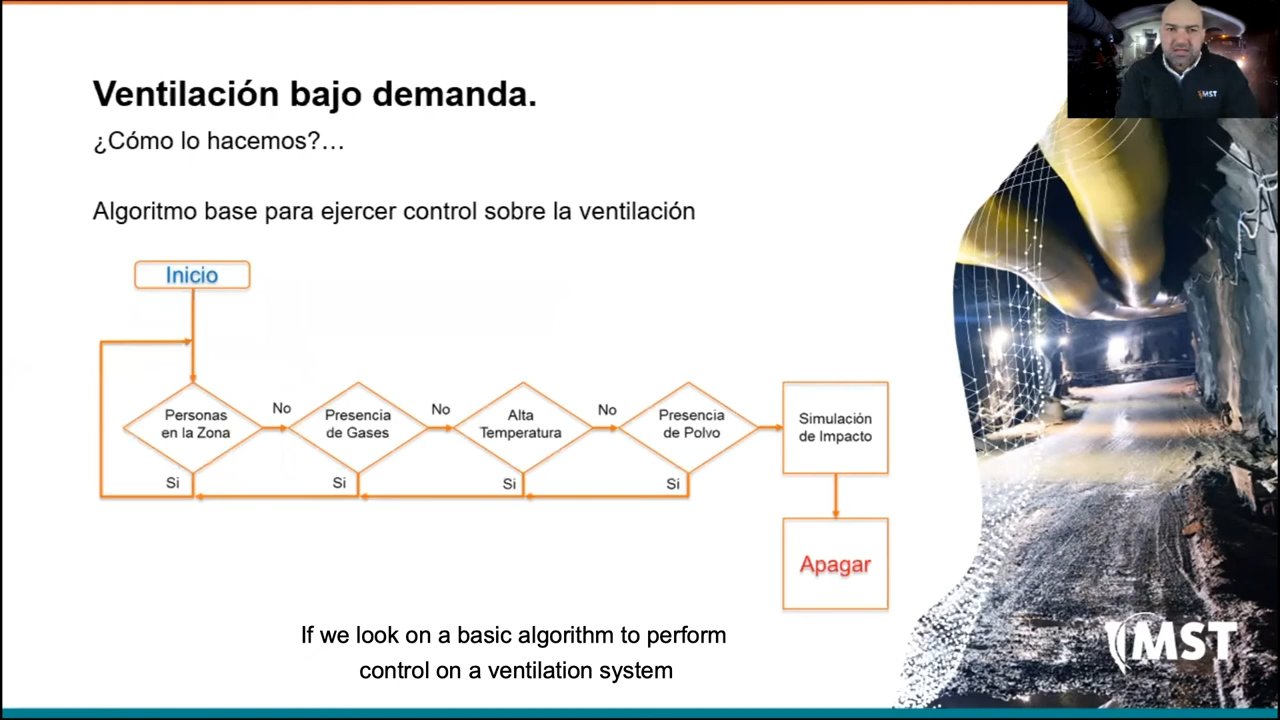 Ventilación bajo demanda.
¿Cómo lo hacemos?…
Algoritmo base para ejercer control sobre la ventilación
Inicio
Personas
en la Zona
No
Presencia
de Gases
No
Alta
Temperatura
No
Presencia
de Polvo
Simulación
de Impacto
Si
Si
Si
Si
Apagar
If we look on a basic algorithm to perform
control on a ventilation system
MST
MST